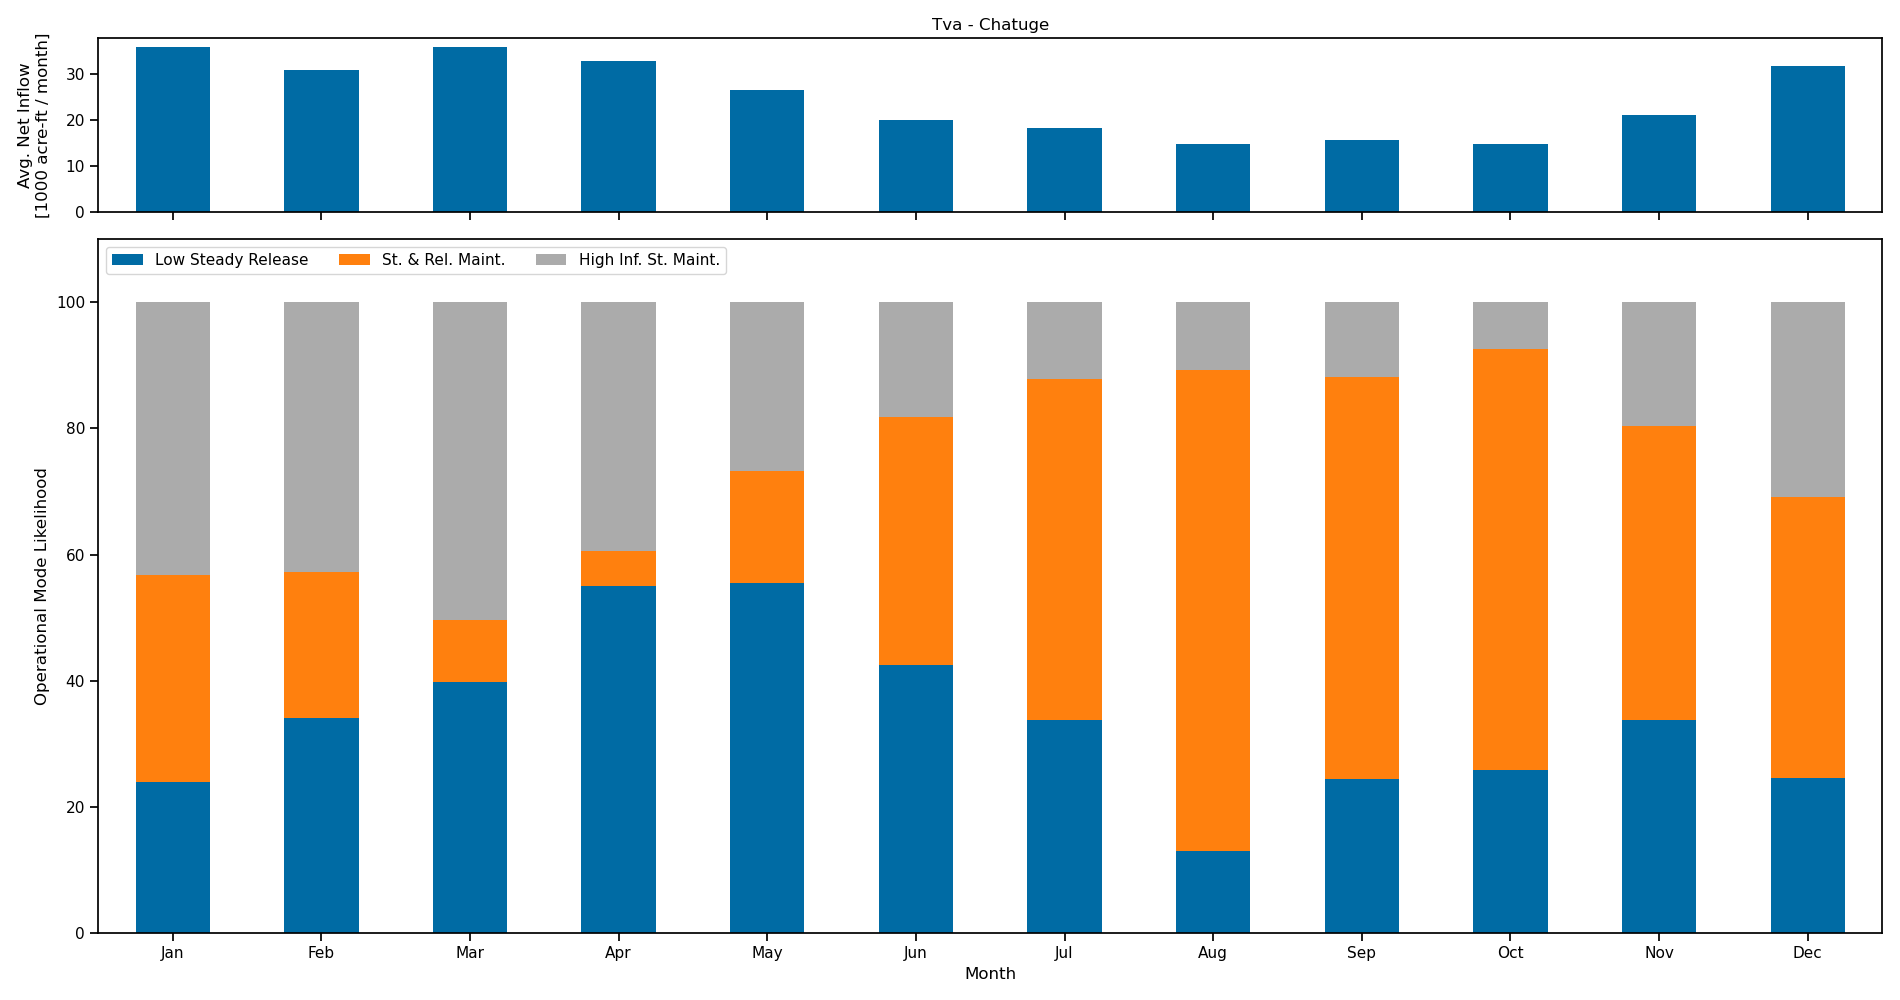 Tva - Chatuge
Avg. Net Inflow
[1000 acre-ft / month]
30
20
10
0
Low Steady Release
St. & Rel. Maint.
High Inf. St. Maint.
Operational Mode Likelihood
100
80
60
40
20
0
Jan
Feb
Mar
Apr
May
Jun
Jul
Aug
Sep
Oct
Nov
Dec
Month